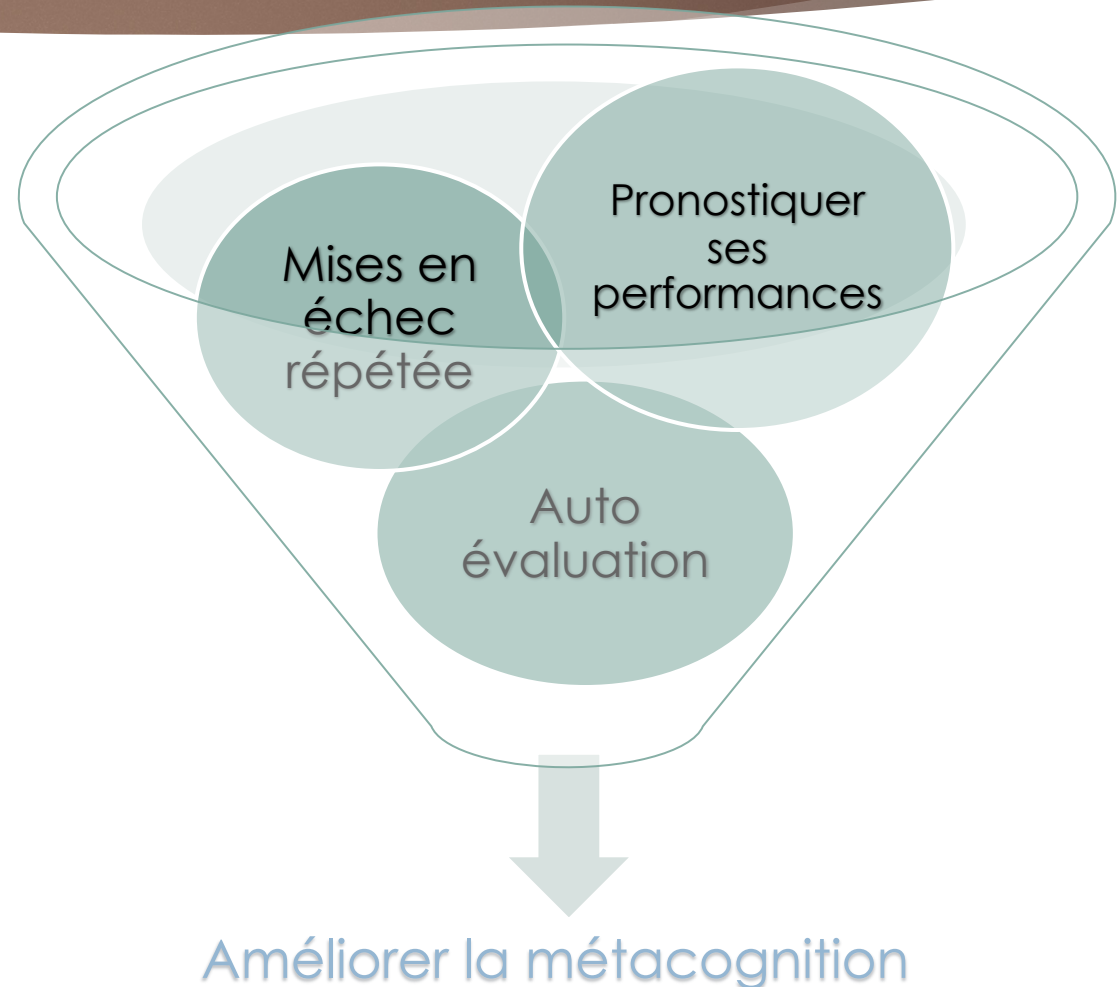 Mises en
échec
répétée
Pronostiquer
ses
performances
Auto
évaluation
Améliorer la métacognition